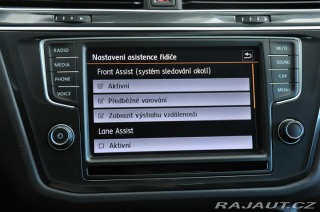 Nastavení asistence řidiče
RADIO
MEDIA
PHONE
VOICE
Front Assist (systém sledování okolí)
Aktivní
Předběžné varování
Zobrazit výstrahu vzdálenosti
Lane Assist
Aktivní
MUTE
SOUND
CAR
MENU
RAJAUT.CZ